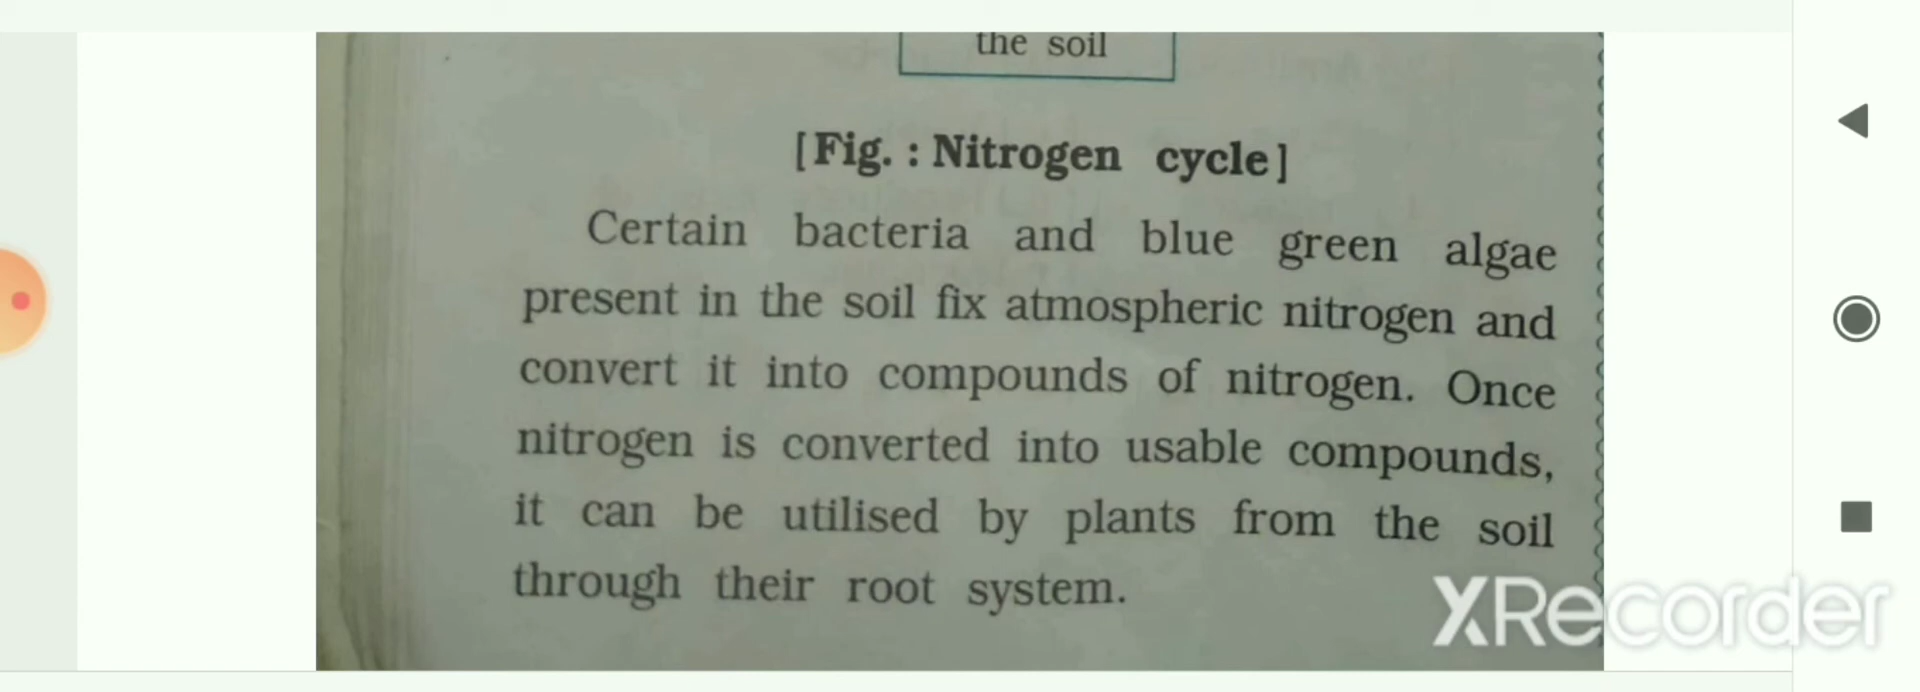 the soil
[Fig. : Nitrogen cycle]
Certain bacteria and blue green algae
present in the soil fix atmospheric nitrogen and
convert it into compounds of nitrogen. Once
nitrogen is converted into usable compounds,
it can be utilised by plants from the soil
through their root system.
XRecorder